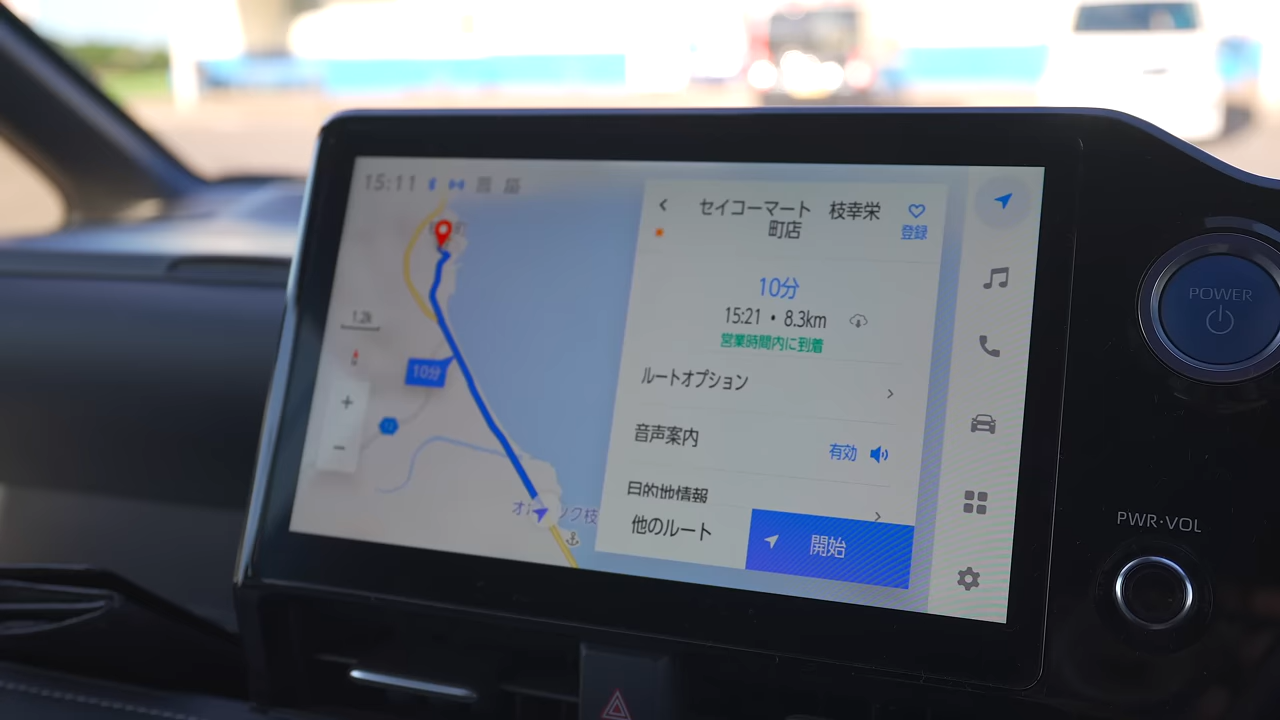 15:11
セイコーマート 枝幸栄
町店
登録
10分
15:21 • 8.3km
営業時間内に到着
ルートオプション
音声案内
有効
目的地情報
他のルート
開始
10分
+
−
POWER
PWR·VOL